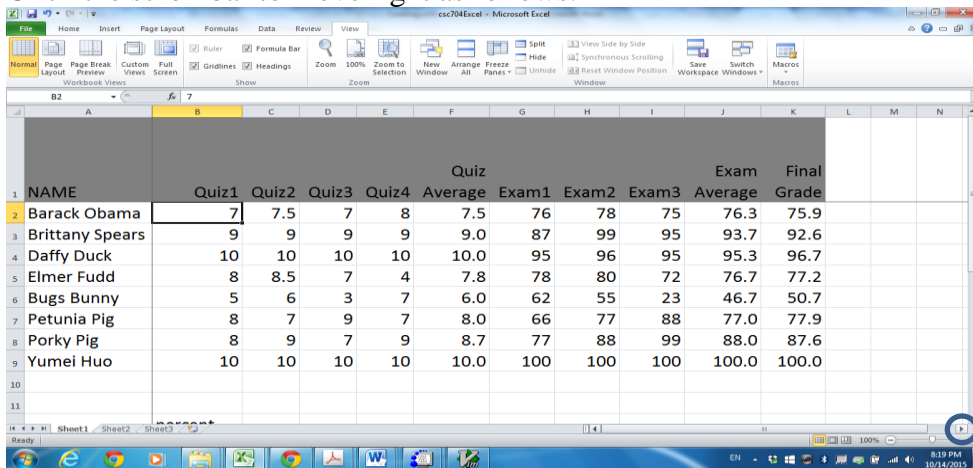 csc704Excel - Microsoft Excel
File Home Insert Page Layout Formulas Data Review View
Normal Page Layout Page Break Preview Custom Views Full Screen
Workbook Views
Ruler Formula Bar
Gridlines Headings
Show
Zoom 100% Zoom to Selection
Zoom
New Window Arrange All Freeze Panes
Split
Hide
Unhide
View Side by Side
Synchronous Scrolling
Reset Window Position
Window
Save Workspace Switch Windows
Macros
Macros
B2 fx 7
A B C D E F G H I J K L M N
1 NAME Quiz1 Quiz2 Quiz3 Quiz4 Quiz Average Exam1 Exam2 Exam3 Exam Average Final Grade
2 Barack Obama 7 7.5 7 8 7.5 76 78 75 76.3 75.9
3 Brittany Spears 9 9 9 9 9.0 87 99 95 93.7 92.6
4 Daffy Duck 10 10 10 10 10.0 95 96 95 95.3 96.7
5 Elmer Fudd 8 8.5 7 4 7.8 78 80 72 76.7 77.2
6 Bugs Bunny 5 6 3 7 6.0 62 55 23 46.7 50.7
7 Petunia Pig 8 7 9 7 8.0 66 77 88 77.0 77.9
8 Porky Pig 8 9 7 9 8.7 77 88 99 88.0 87.6
9 Yumei Huo 10 10 10 10 10.0 100 100 100 100.0 100.0
10
11
Sheet1 Sheet2 Sheet3
Ready 100%
EN 8:19 PM
10/14/2015